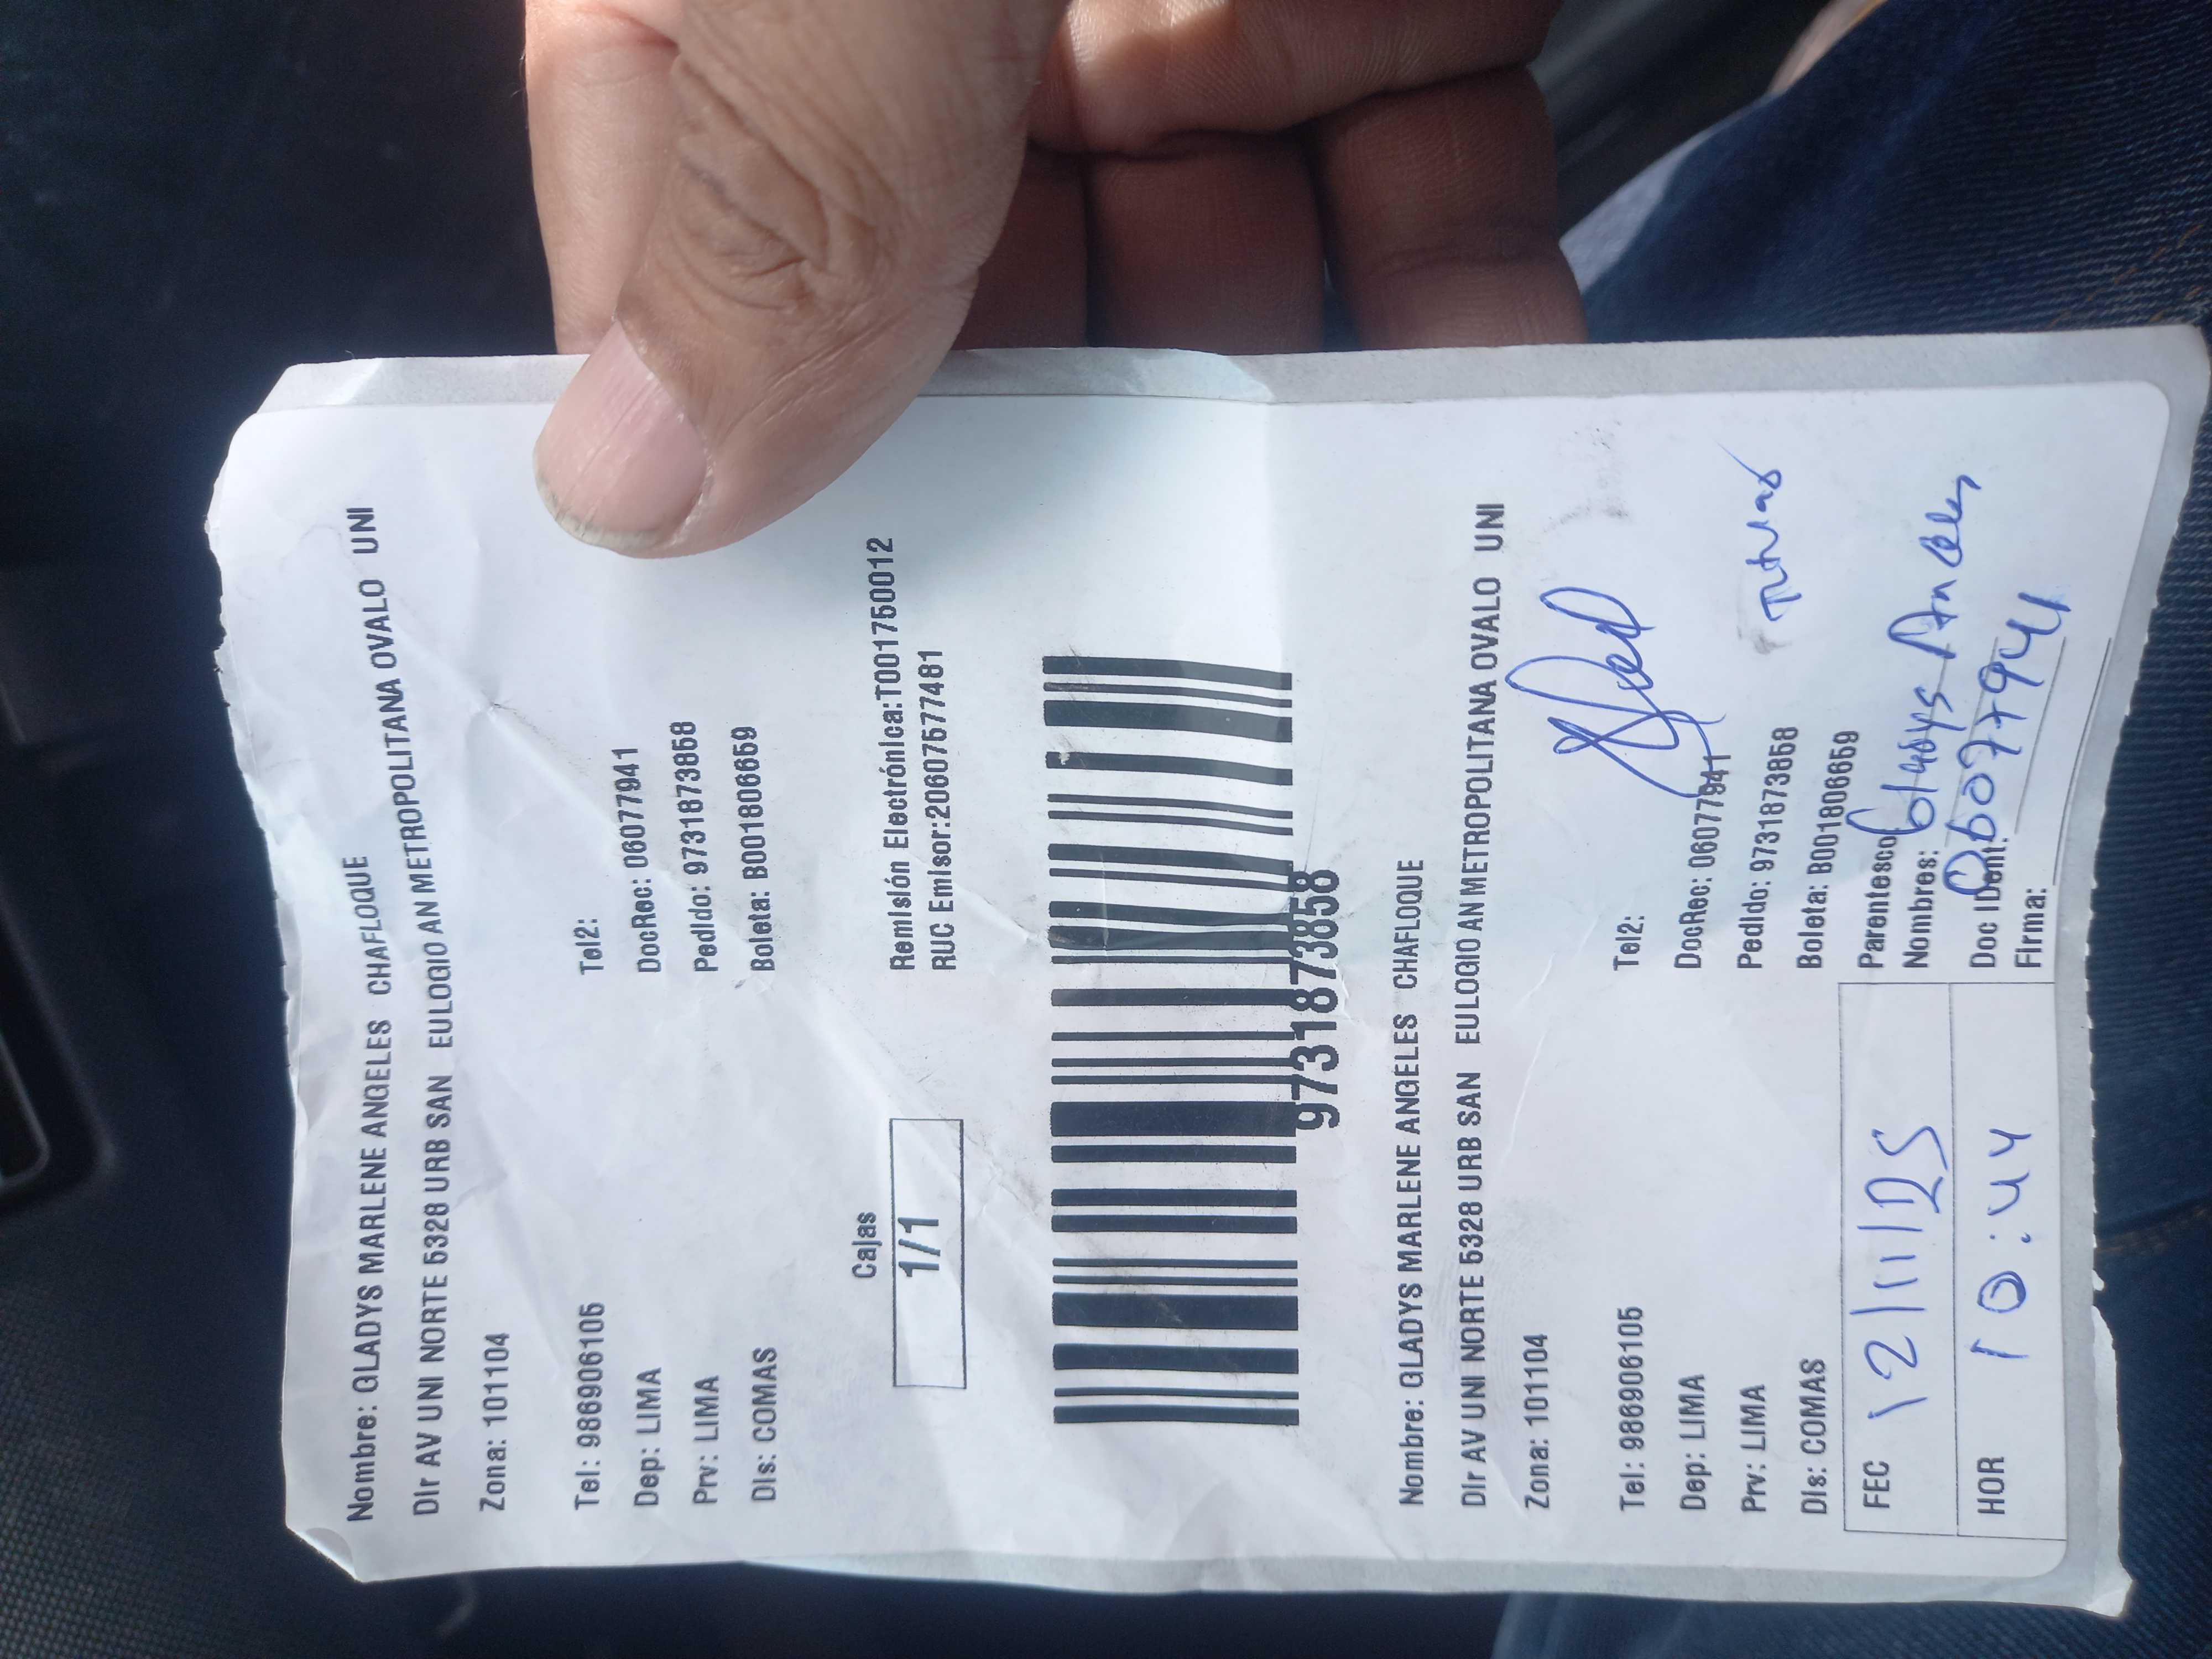 Nombre: GLADYS MARLENE ANGELES CHAFLOQUE
Dir AV UNI NORTE 5328 URB SAN EULOGIO AN METROPOLITANA OVALO UNI
Zona: 101104
Tel: 986906105 Tel2:
Dep: LIMA DocRec: 06077941
Prv: LIMA Pedido: 97318738​58
Dis: COMAS Boleta: B001806659
Cajas
1/1
Remisión Electrónica:T001750012
RUC Emisor:20607577481
9731873858
Nombre: GLADYS MARLENE ANGELES CHAFLOQUE
Dir AV UNI NORTE 5328 URB SAN EULOGIO AN METROPOLITANA OVALO UNI
Zona: 101104
Tel: 986906105 Tel2:
Dep: LIMA DocRec: 06077941
Prv: LIMA Pedido: 9731873858
Dis: COMAS Boleta: B001806659
Titular
FEC 12/11/25 Parentesco
Nombres: Gladys Angeles
HOR 10:44 Doc Ident: 06077941
Firma: